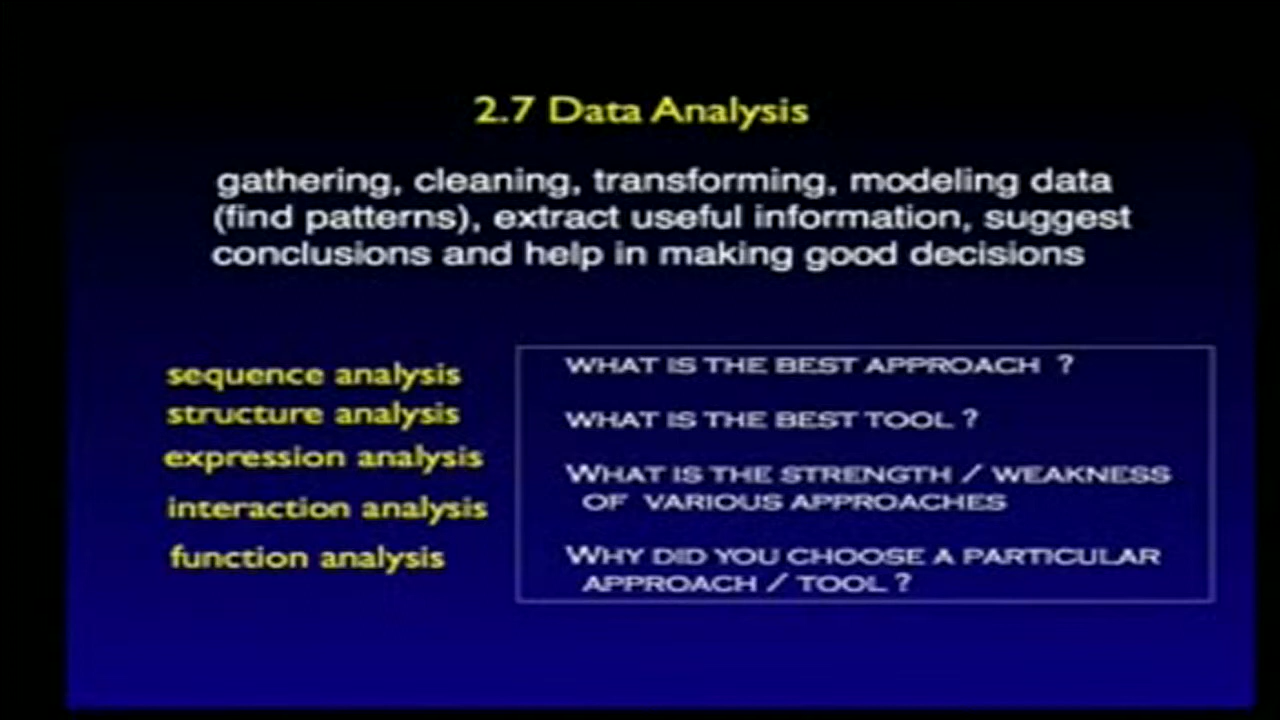 2.7 Data Analysis
gathering, cleaning, transforming, modeling data
(find patterns), extract useful information, suggest
conclusions and help in making good decisions
sequence analysis
structure analysis
expression analysis
interaction analysis
function analysis
WHAT IS THE BEST APPROACH ?
WHAT IS THE BEST TOOL ?
WHAT IS THE STRENGTH / WEAKNESS
OF VARIOUS APPROACHES
WHY DID YOU CHOOSE A PARTICULAR
APPROACH / TOOL ?